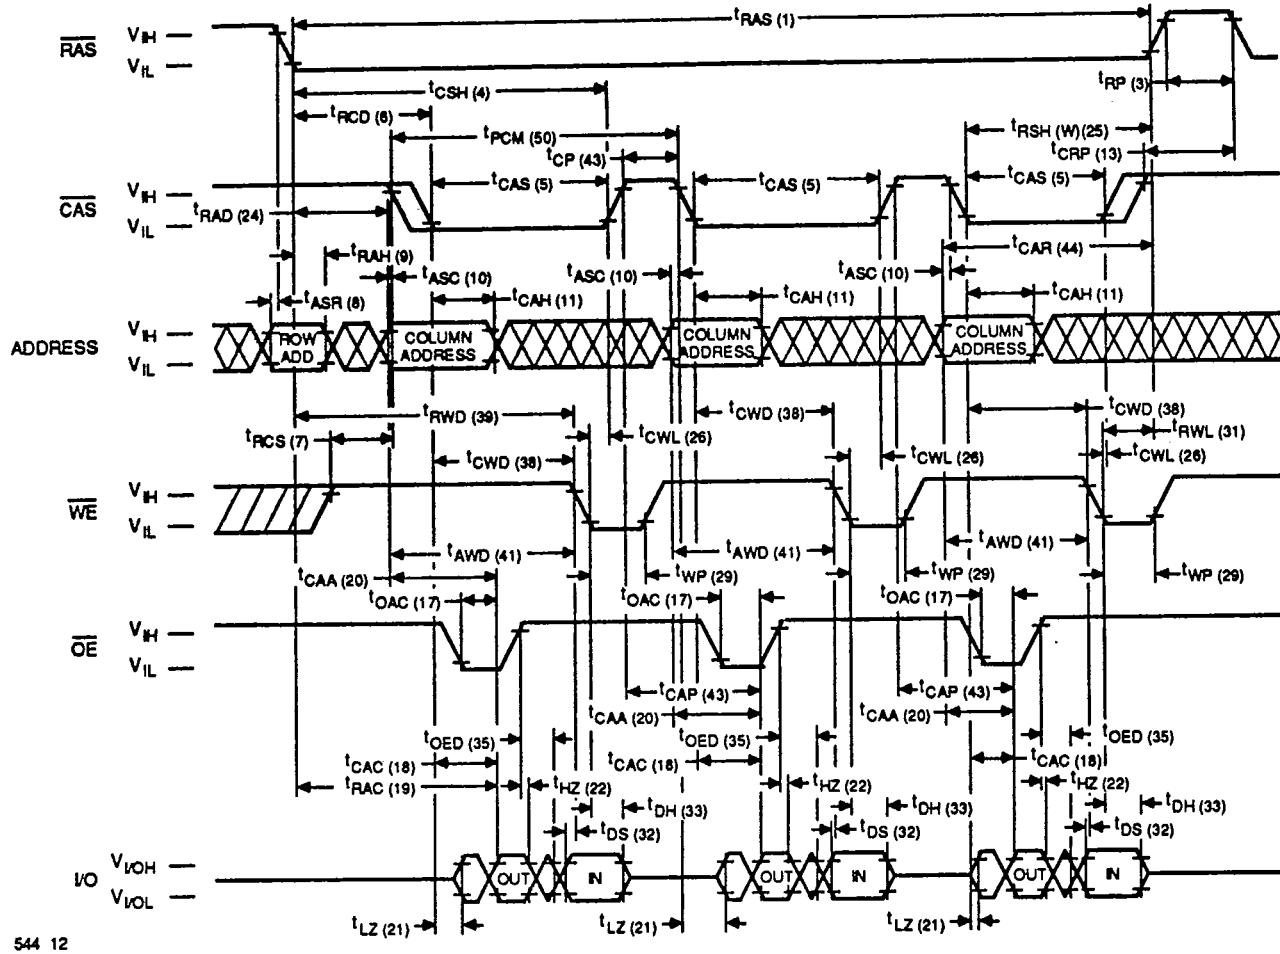 tRAS (1)
RAS VIH
VIL
tRP (3)
tCSH (4)
tRCD (6)
tPCM (50)
tRSH (W)(25)
tCP (43)
tCRP (13)
CAS VIH
VIL
tCAS (5) tCAS (5) tCAS (5)
tRAD (24)
tRAH (9) tCAR (44)
tASC (10) tASC (10) tASC (10)
tASR (8) tCAH (11) tCAH (11) tCAH (11)
ADDRESS VIH
VIL
ROW ADD
COLUMN ADDRESS
COLUMN ADDRESS
COLUMN ADDRESS
tRWD (39) tCWD (38) tCWD (38)
tRCS (7) tCWL (26) tRWL (31)
tCWD (38) tCWL (26) tCWL (26)
WE VIH
VIL
tAWD (41) tAWD (41) tAWD (41)
tCAA (20) tWP (29) tWP (29) tWP (29)
tOAC (17) tOAC (17) tOAC (17)
OE VIH
VIL
tCAP (43) tCAP (43)
tCAA (20) tCAA (20)
tOED (35) tOED (35) tOED (35)
tCAC (18) tCAC (18) tCAC (18)
tRAC (19) tHZ (22) tHZ (22) tHZ (22)
tDH (33) tDH (33) tDH (33)
tDS (32) tDS (32) tDS (32)
I/O VI/OH
VI/OL
OUT IN OUT IN OUT IN
tLZ (21) tLZ (21) tLZ (21)
544 12